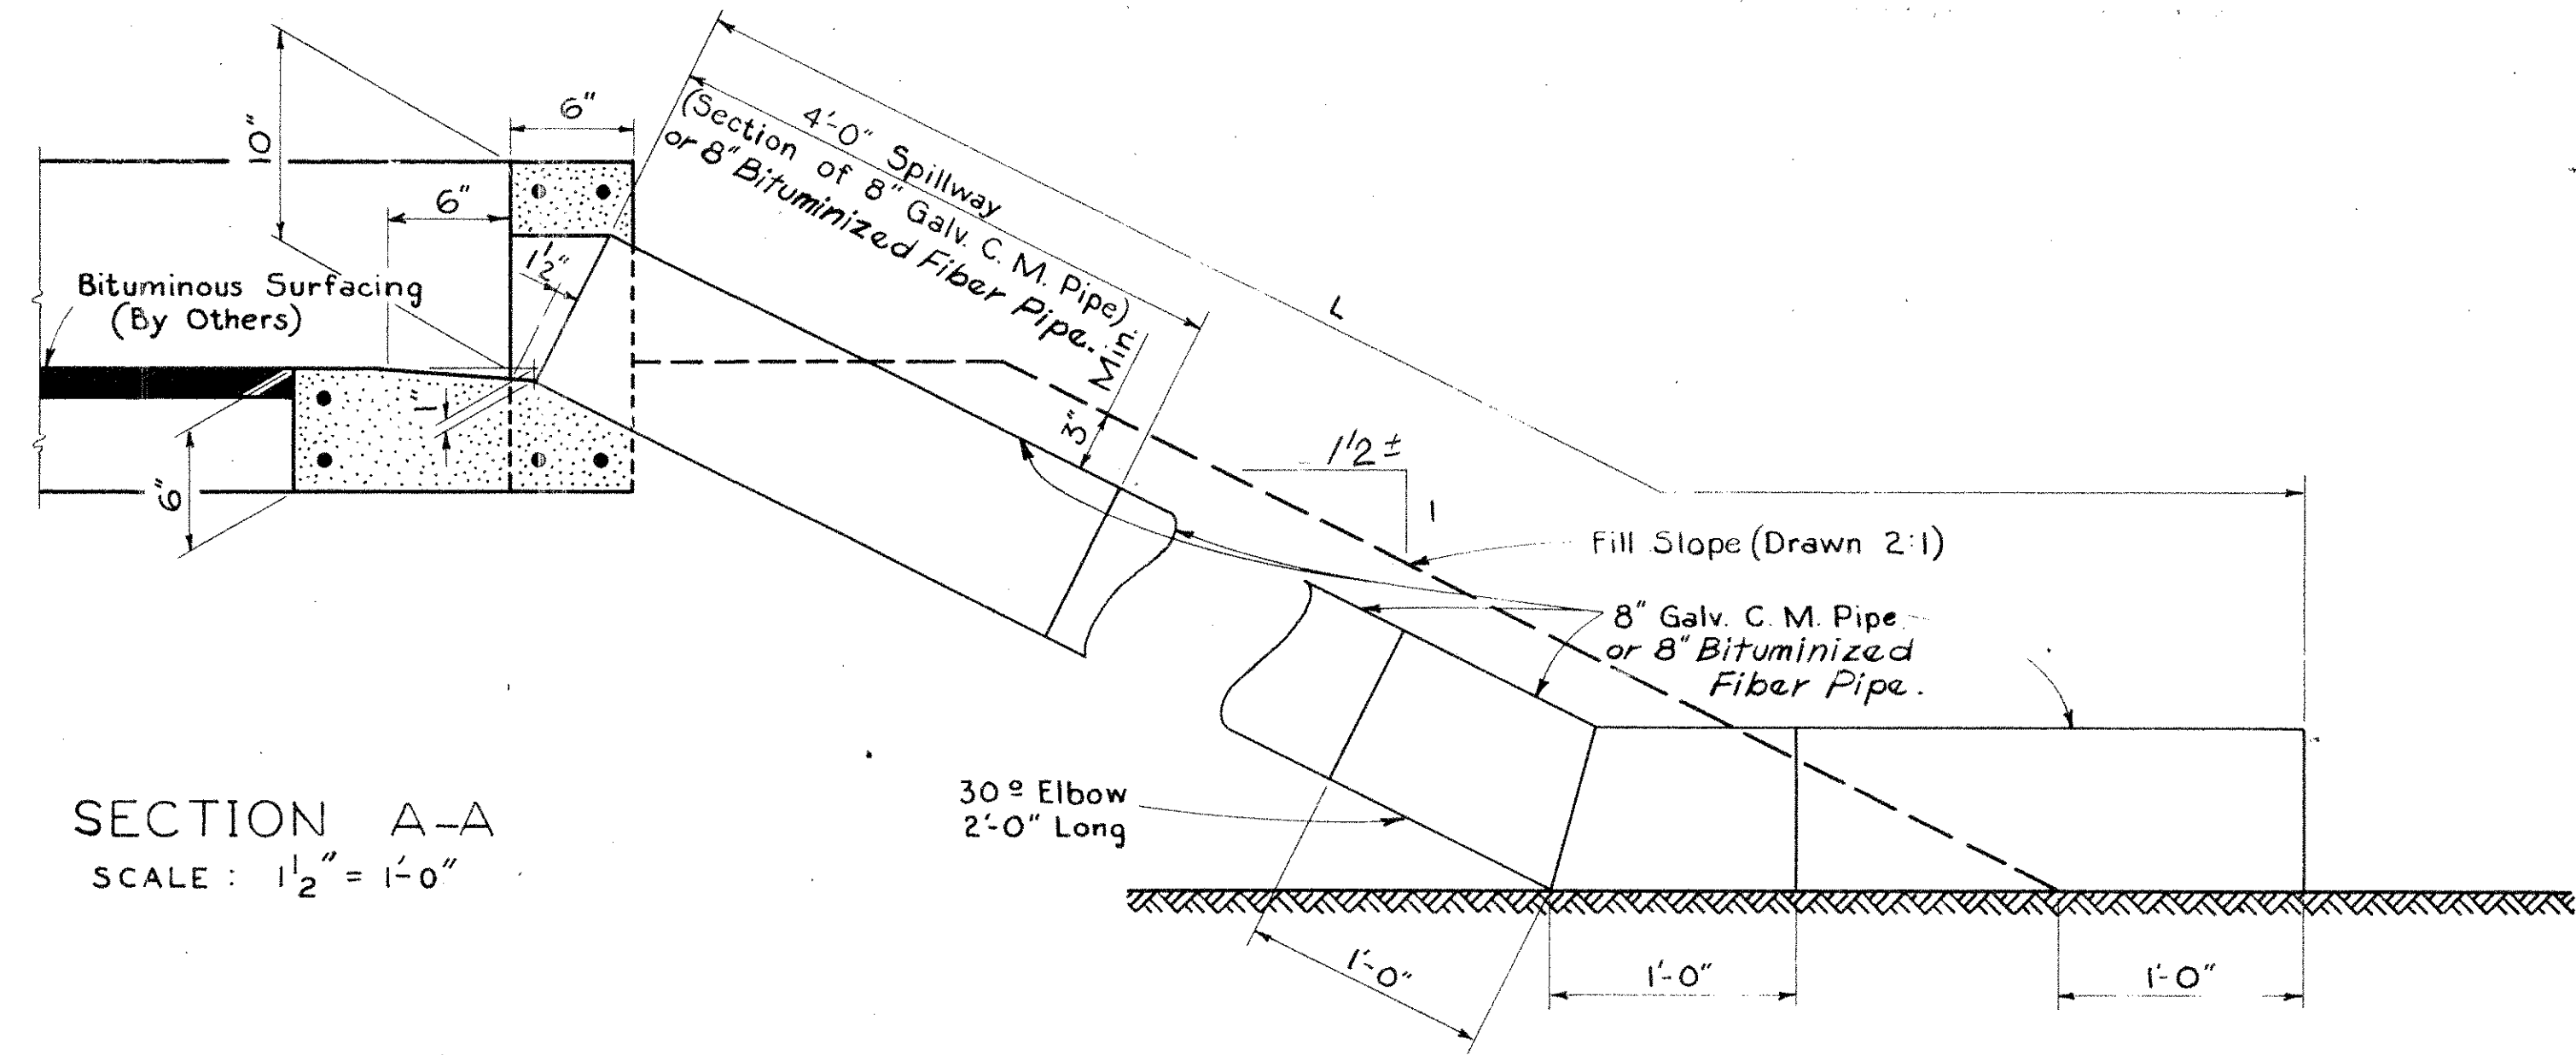 10"
6"
6"
4'-0" Spillway
(Section of 8" Galv. C. M. Pipe)
or 8" Bituminized Fiber Pipe.
1½"
Bituminous Surfacing
(By Others)
L
3" Min.
1"
6"
1½ ±
1
Fill Slope (Drawn 2:1)
8" Galv. C. M. Pipe
or 8" Bituminized
Fiber Pipe.
30º Elbow
2'-0" Long
SECTION A-A
SCALE : 1½" = 1'-0"
1'-0"
1'-0"
1'-0"